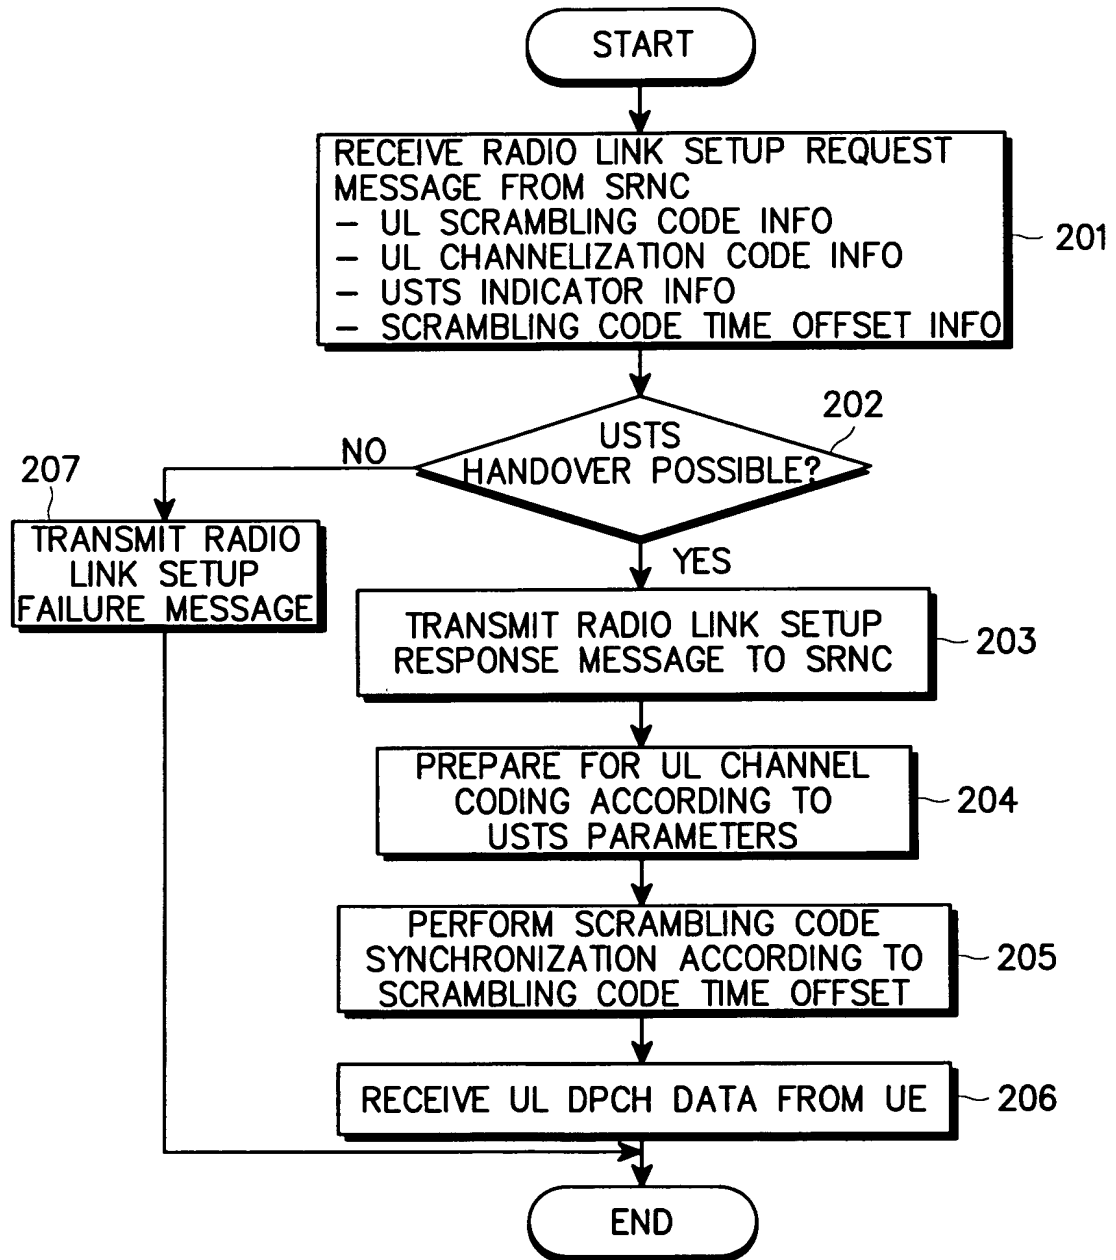 START
RECEIVE RADIO LINK SETUP REQUEST
MESSAGE FROM SRNC
– UL SCRAMBLING CODE INFO
– UL CHANNELIZATION CODE INFO
– USTS INDICATOR INFO
– SCRAMBLING CODE TIME OFFSET INFO
201
202
USTS
HANDOVER POSSIBLE?
NO
207
TRANSMIT RADIO
LINK SETUP
FAILURE MESSAGE
YES
TRANSMIT RADIO LINK SETUP
RESPONSE MESSAGE TO SRNC
203
PREPARE FOR UL CHANNEL
CODING ACCORDING TO
USTS PARAMETERS
204
PERFORM SCRAMBLING CODE
SYNCHRONIZATION ACCORDING TO
SCRAMBLING CODE TIME OFFSET
205
RECEIVE UL DPCH DATA FROM UE
206
END